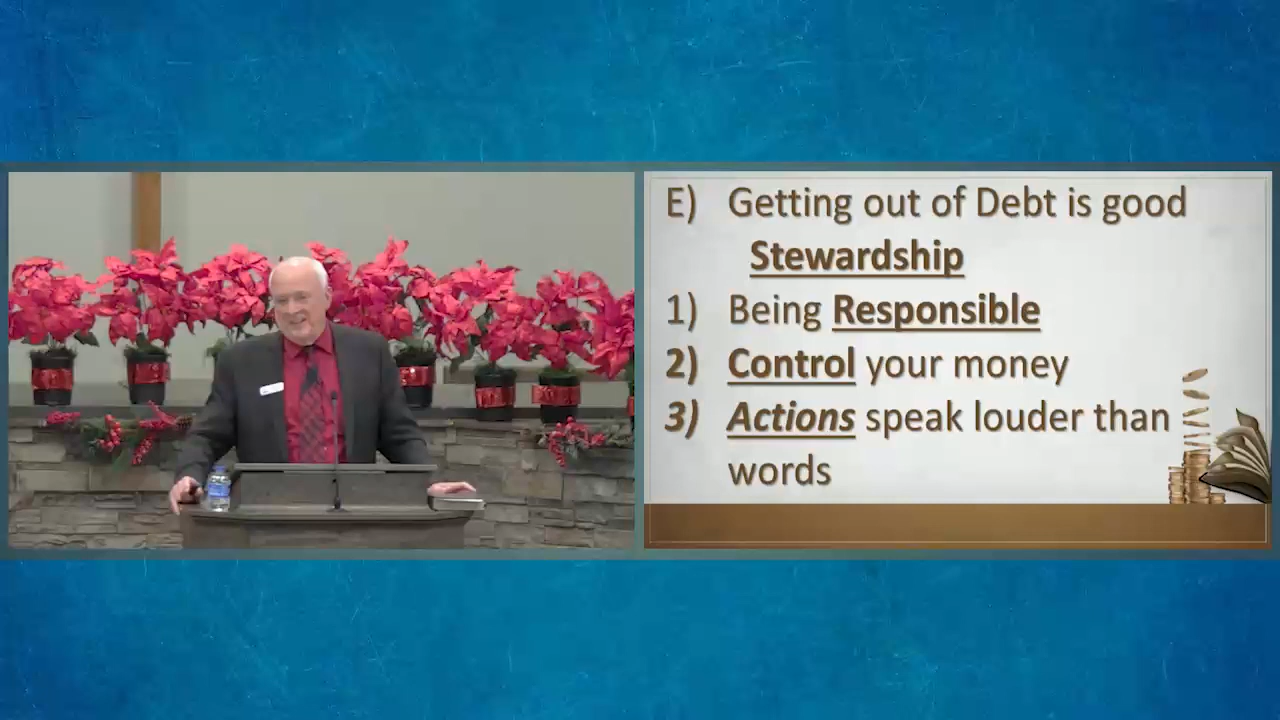 E) Getting out of Debt is good
Stewardship
1) Being Responsible
2) Control your money
3) Actions speak louder than
words